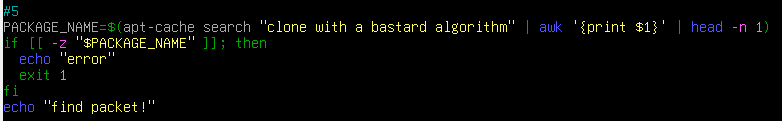 #5
PACKAGE_NAME=$(apt-cache search "clone with a bastard algorithm" | awk '{print $1}' | head -n 1)
if [[ -z "$PACKAGE_NAME" ]]; then
  echo "error"
  exit 1
fi
echo "find packet!"